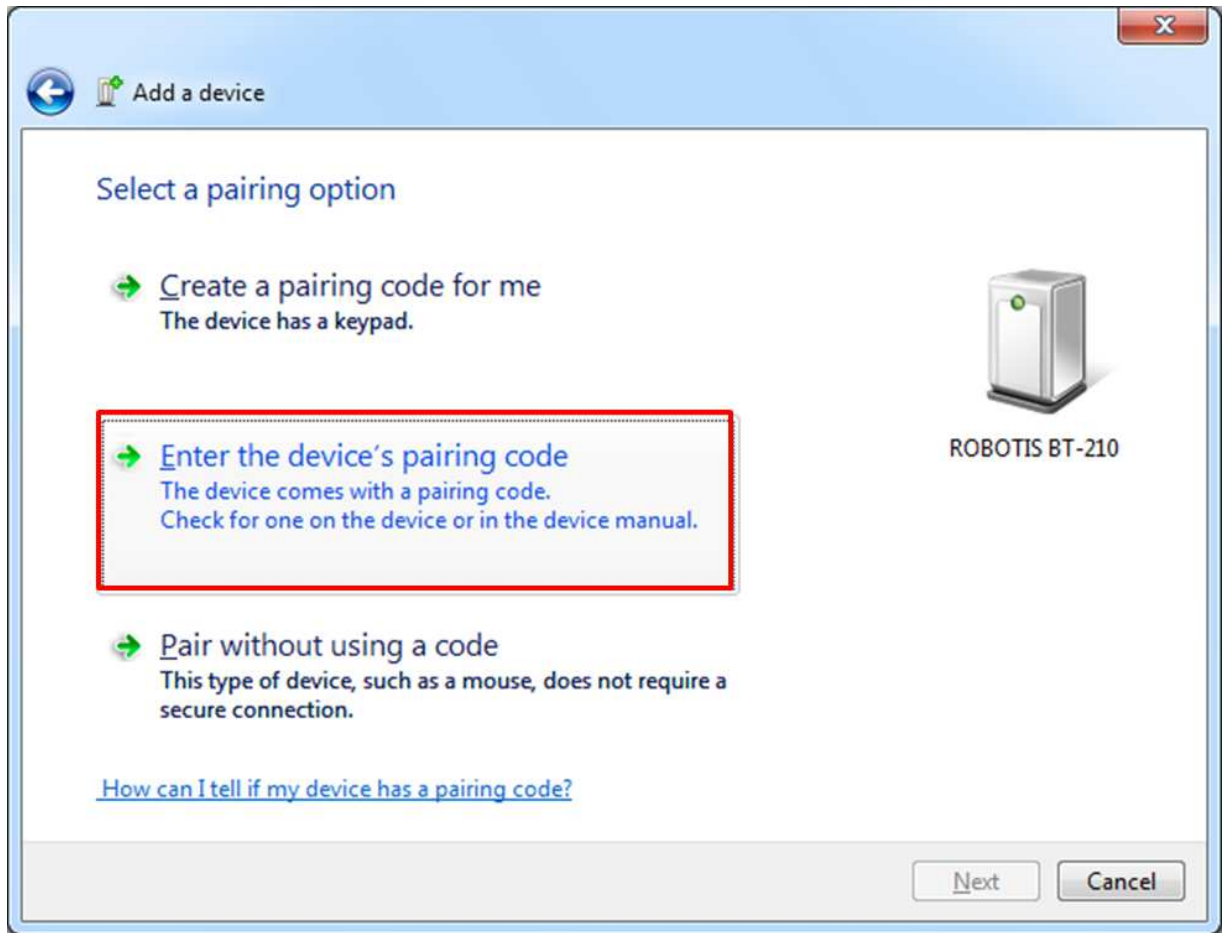 Add a device
Select a pairing option
Create a pairing code for me
The device has a keypad.
Enter the device's pairing code
The device comes with a pairing code.
Check for one on the device or in the device manual.
ROBOTIS BT-210
Pair without using a code
This type of device, such as a mouse, does not require a
secure connection.
How can I tell if my device has a pairing code?
Next
Cancel